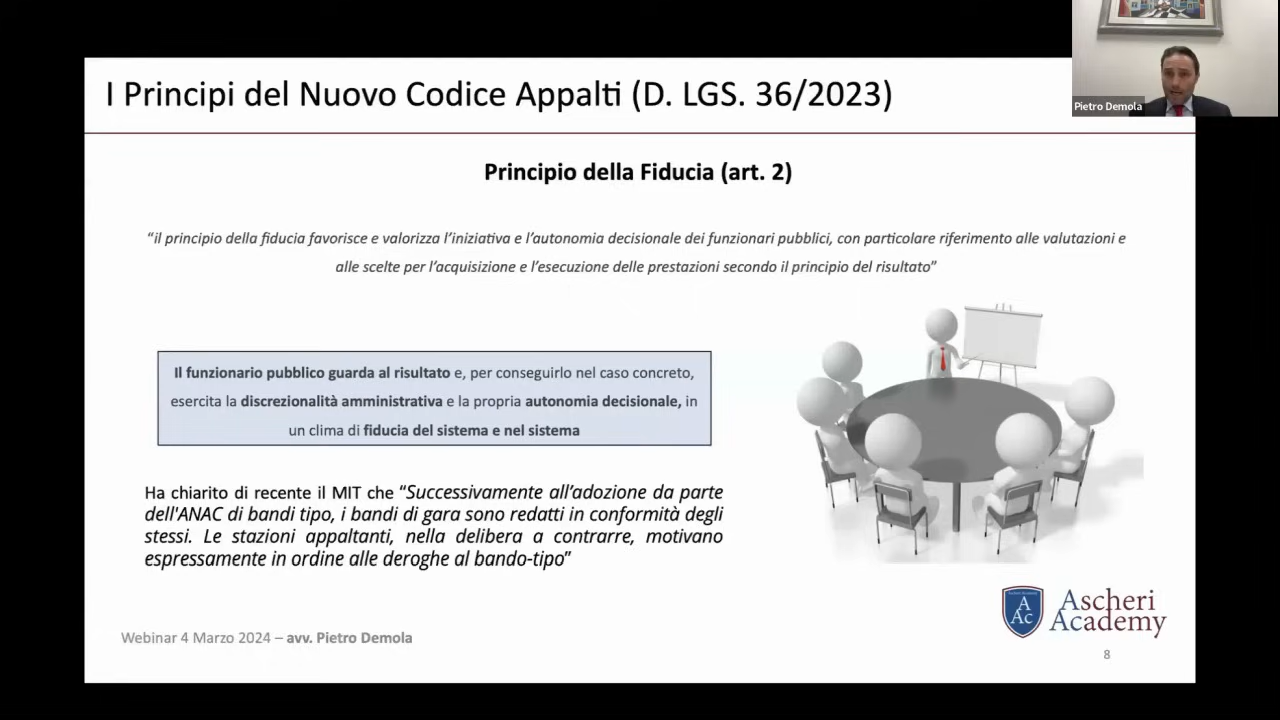 I Principi del Nuovo Codice Appalti (D. LGS. 36/2023)
Pietro Demola
Principio della Fiducia (art. 2)
“il principio della fiducia favorisce e valorizza l’iniziativa e l’autonomia decisionale dei funzionari pubblici, con particolare riferimento alle valutazioni e
alle scelte per l’acquisizione e l’esecuzione delle prestazioni secondo il principio del risultato”
Il funzionario pubblico guarda al risultato e, per conseguirlo nel caso concreto,
esercita la discrezionalità amministrativa e la propria autonomia decisionale, in
un clima di fiducia del sistema e nel sistema
Ha chiarito di recente il MIT che “Successivamente all’adozione da parte
dell'ANAC di bandi tipo, i bandi di gara sono redatti in conformità degli
stessi. Le stazioni appaltanti, nella delibera a contrarre, motivano
espressamente in ordine alle deroghe al bando-tipo”
A
Ac
Ascheri
Academy
Webinar 4 Marzo 2024 – avv. Pietro Demola
8